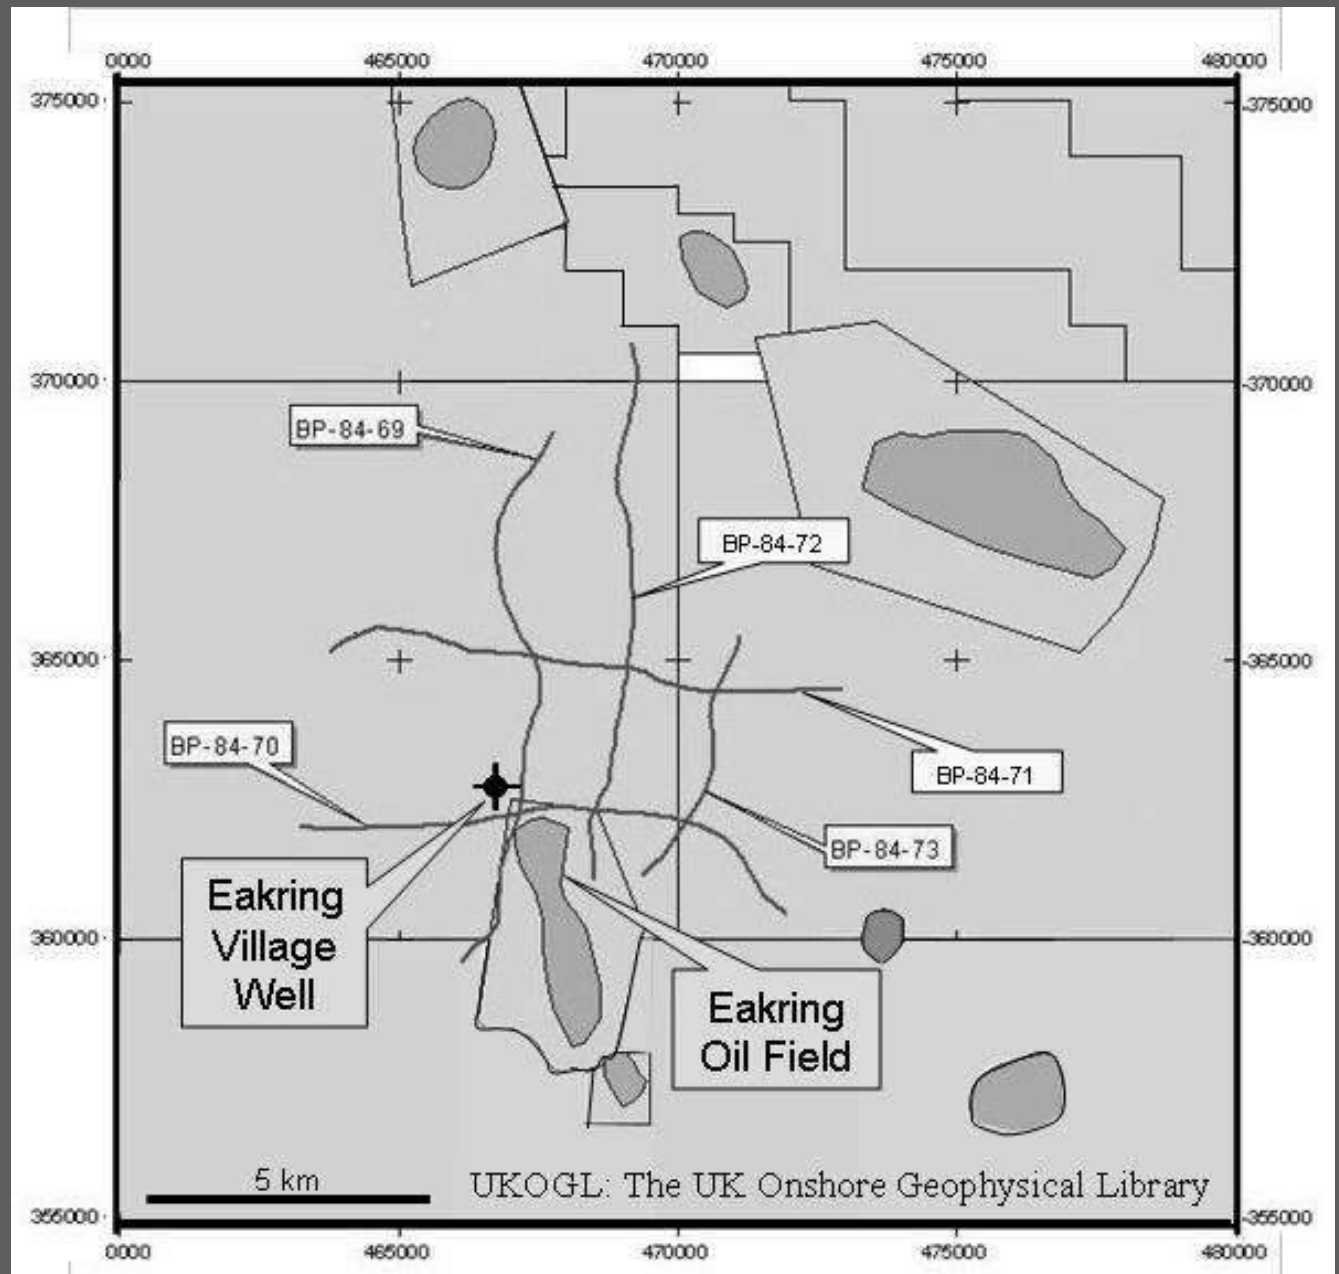 0000 465000 470000 475000 480000
375000 375000
370000 370000
BP-84-69
BP-84-72
365000 365000
BP-84-70
BP-84-71
BP-84-73
Eakring
Village
Well
360000 360000
Eakring
Oil Field
5 km
UKOGL: The UK Onshore Geophysical Library
355000 355000
0000 465000 470000 475000 480000